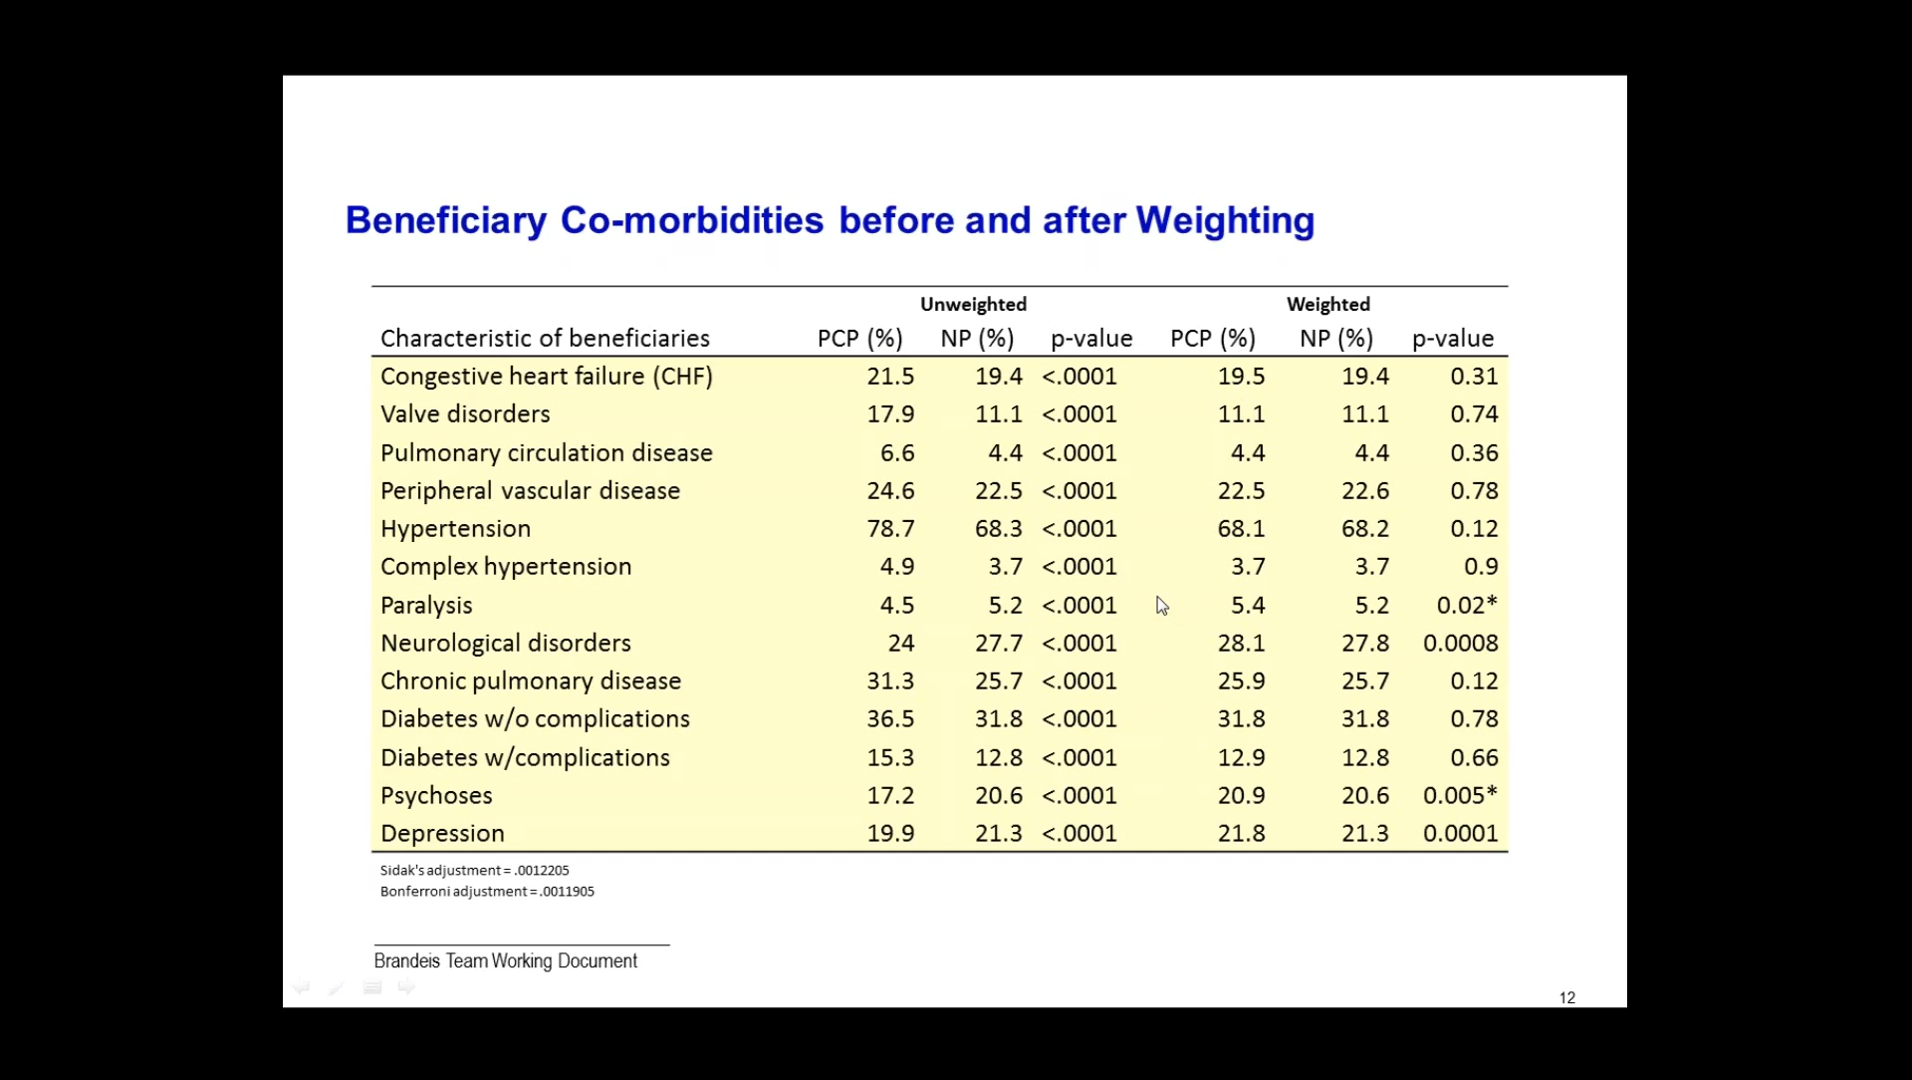 Beneficiary Co-morbidities before and after Weighting
Unweighted Weighted
Characteristic of beneficiaries PCP (%) NP (%) p-value PCP (%) NP (%) p-value
Congestive heart failure (CHF) 21.5 19.4 <.0001 19.5 19.4 0.31
Valve disorders 17.9 11.1 <.0001 11.1 11.1 0.74
Pulmonary circulation disease 6.6 4.4 <.0001 4.4 4.4 0.36
Peripheral vascular disease 24.6 22.5 <.0001 22.5 22.6 0.78
Hypertension 78.7 68.3 <.0001 68.1 68.2 0.12
Complex hypertension 4.9 3.7 <.0001 3.7 3.7 0.9
Paralysis 4.5 5.2 <.0001 5.4 5.2 0.02*
Neurological disorders 24 27.7 <.0001 28.1 27.8 0.0008
Chronic pulmonary disease 31.3 25.7 <.0001 25.9 25.7 0.12
Diabetes w/o complications 36.5 31.8 <.0001 31.8 31.8 0.78
Diabetes w/complications 15.3 12.8 <.0001 12.9 12.8 0.66
Psychoses 17.2 20.6 <.0001 20.9 20.6 0.005*
Depression 19.9 21.3 <.0001 21.8 21.3 0.0001
Sidak's adjustment = .0012205
Bonferroni adjustment = .0011905
Brandeis Team Working Document
12